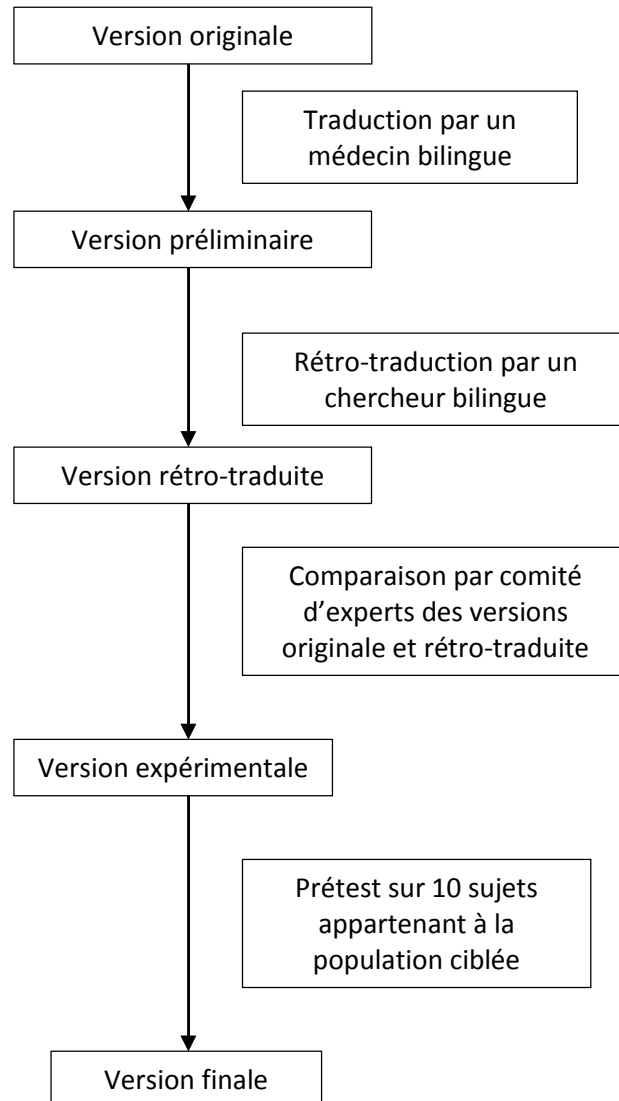 Version originale
Traduction par un
médecin bilingue
Version préliminaire
Rétro-traduction par un
chercheur bilingue
Version rétro-traduite
Comparaison par comité
d’experts des versions
originale et rétro-traduite
Version expérimentale
Prétest sur 10 sujets
appartenant à la
population ciblée
Version finale